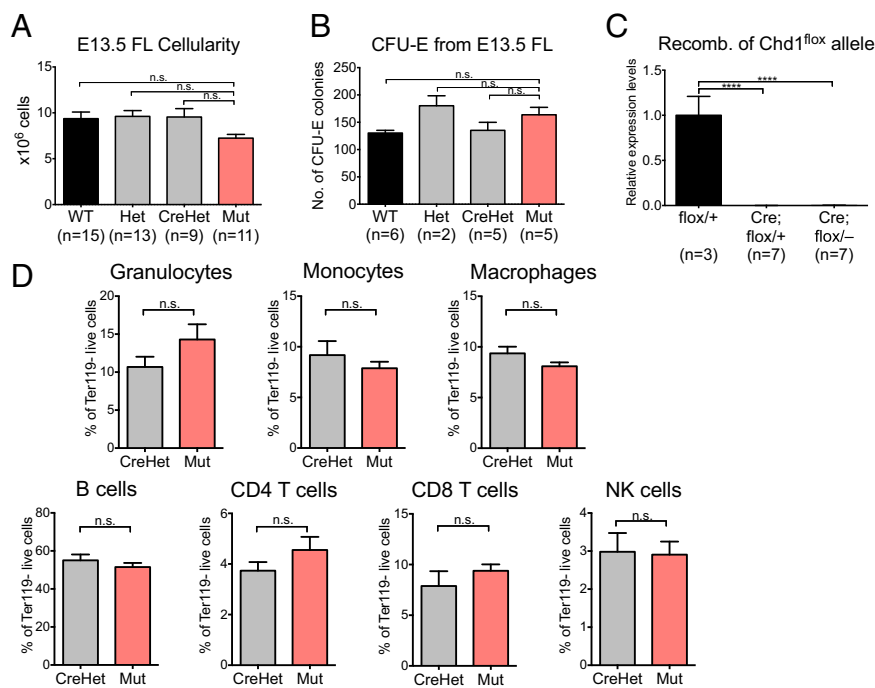 A
E13.5 FL Cellularity
x10⁶ cells
15
10
5
0
n.s.
n.s.
n.s.
WT Het CreHet Mut
(n=15) (n=13) (n=9) (n=11)
B
CFU-E from E13.5 FL
No. of CFU-E colonies
250
200
150
100
50
0
n.s.
n.s.
n.s.
WT Het CreHet Mut
(n=6) (n=2) (n=5) (n=5)
C
Recomb. of Chd1flox allele
Relative expression levels
1.5
1.0
0.5
0.0
****
****
flox/+ Cre; Cre;
flox/+ flox/–
(n=3) (n=7) (n=7)
D
Granulocytes
% of Ter119- live cells
20
15
10
5
0
n.s.
CreHet Mut
Monocytes
% of Ter119- live cells
15
10
5
0
n.s.
CreHet Mut
Macrophages
% of Ter119- live cells
15
10
5
0
n.s.
CreHet Mut
B cells
% of Ter119- live cells
80
60
40
20
0
n.s.
CreHet Mut
CD4 T cells
% of Ter119- live cells
6
4
2
0
n.s.
CreHet Mut
CD8 T cells
% of Ter119- live cells
15
10
5
0
n.s.
CreHet Mut
NK cells
% of Ter119- live cells
4
3
2
1
0
n.s.
CreHet Mut